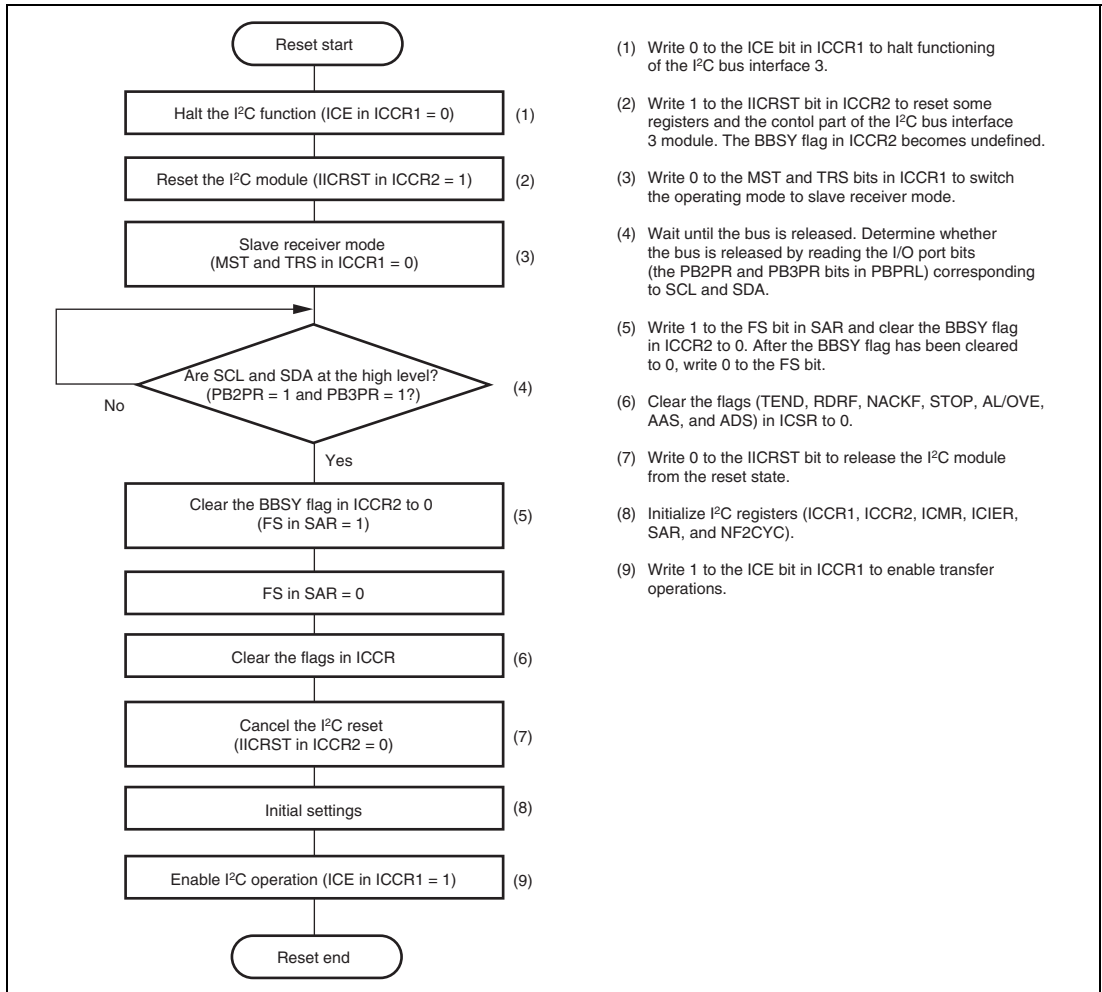 Reset start
Halt the I²C function (ICE in ICCR1 = 0)
(1)
Reset the I²C module (IICRST in ICCR2 = 1)
(2)
Slave receiver mode
(MST and TRS in ICCR1 = 0)
(3)
Are SCL and SDA at the high level?
(PB2PR = 1 and PB3PR = 1?)
(4)
No
Yes
Clear the BBSY flag in ICCR2 to 0
(FS in SAR = 1)
(5)
FS in SAR = 0
Clear the flags in ICCR
(6)
Cancel the I²C reset
(IICRST in ICCR2 = 0)
(7)
Initial settings
(8)
Enable I²C operation (ICE in ICCR1 = 1)
(9)
Reset end
(1) Write 0 to the ICE bit in ICCR1 to halt functioning
of the I²C bus interface 3.
(2) Write 1 to the IICRST bit in ICCR2 to reset some
registers and the contol part of the I²C bus interface
3 module. The BBSY flag in ICCR2 becomes undefined.
(3) Write 0 to the MST and TRS bits in ICCR1 to switch
the operating mode to slave receiver mode.
(4) Wait until the bus is released. Determine whether
the bus is released by reading the I/O port bits
(the PB2PR and PB3PR bits in PBPRL) corresponding
to SCL and SDA.
(5) Write 1 to the FS bit in SAR and clear the BBSY flag
in ICCR2 to 0. After the BBSY flag has been cleared
to 0, write 0 to the FS bit.
(6) Clear the flags (TEND, RDRF, NACKF, STOP, AL/OVE,
AAS, and ADS) in ICSR to 0.
(7) Write 0 to the IICRST bit to release the I²C module
from the reset state.
(8) Initialize I²C registers (ICCR1, ICCR2, ICMR, ICIER,
SAR, and NF2CYC).
(9) Write 1 to the ICE bit in ICCR1 to enable transfer
operations.